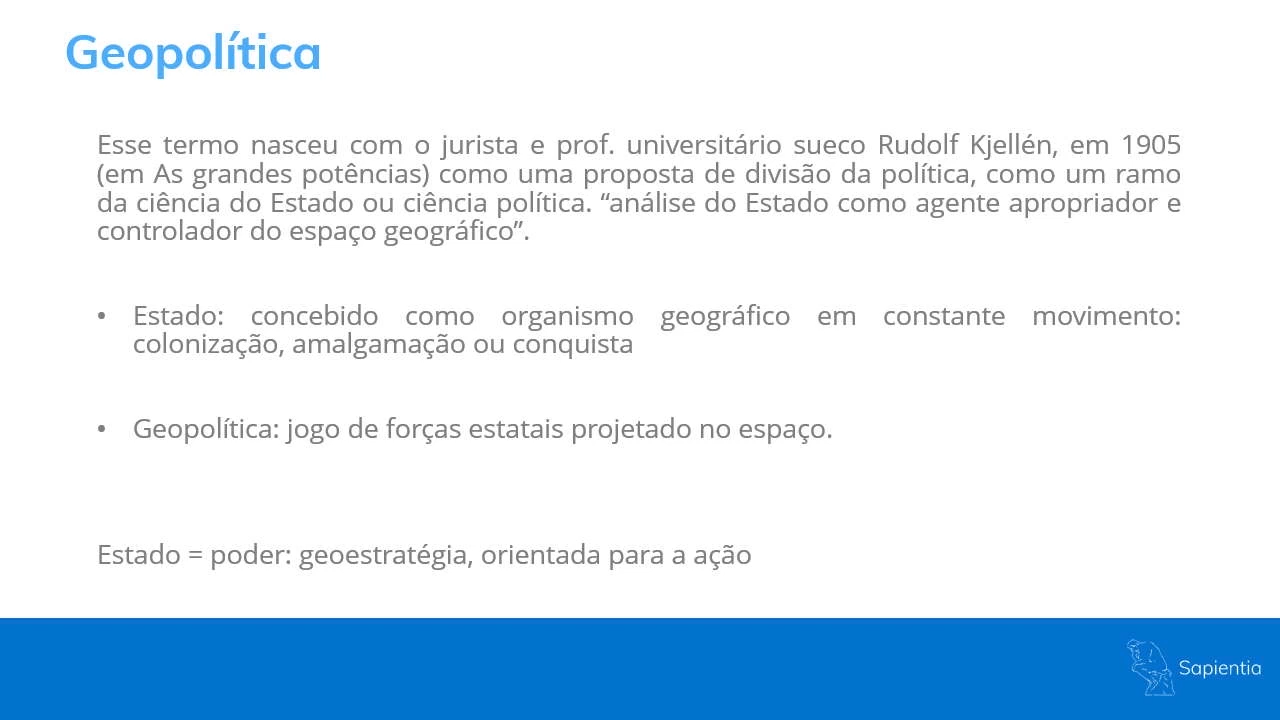 Geopolítica
Esse termo nasceu com o jurista e prof. universitário sueco Rudolf Kjellén, em 1905
(em As grandes potências) como uma proposta de divisão da política, como um ramo
da ciência do Estado ou ciência política. “análise do Estado como agente apropriador e
controlador do espaço geográfico”.
• Estado: concebido como organismo geográfico em constante movimento:
colonização, amalgamação ou conquista
• Geopolítica: jogo de forças estatais projetado no espaço.
Estado = poder: geoestratégia, orientada para a ação
Sapientia